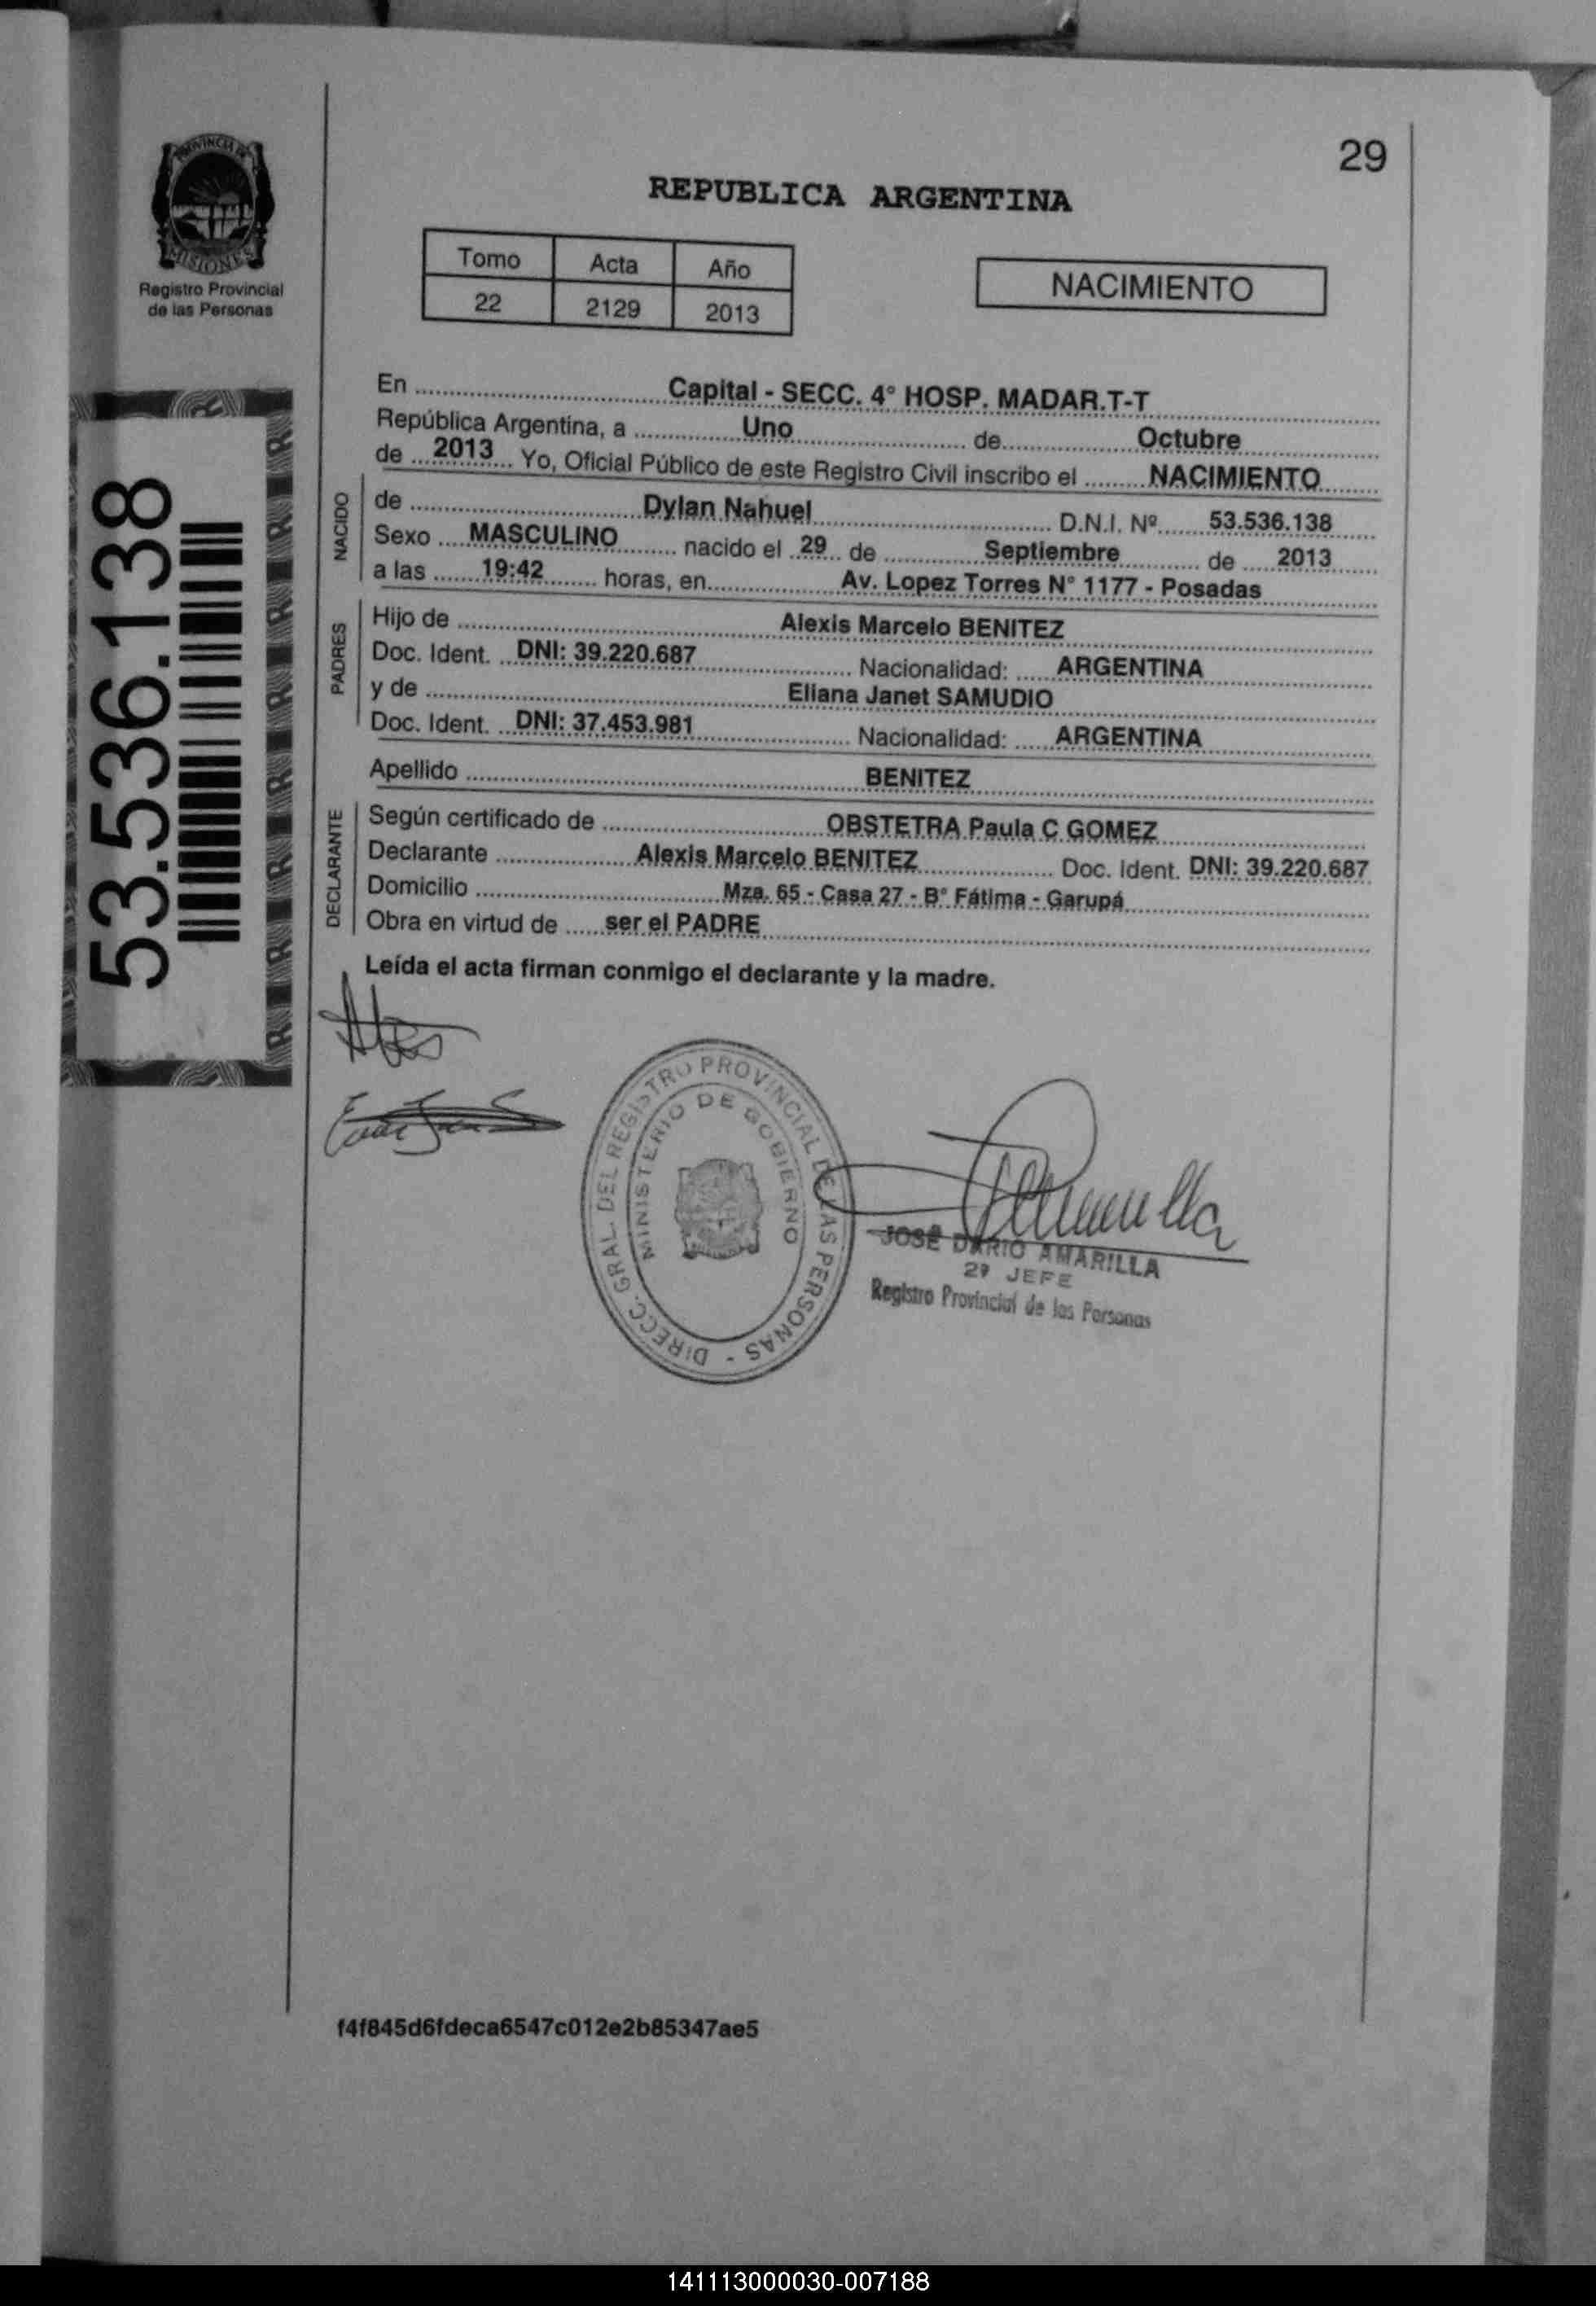 29
PROVINCIA DE
MISIONES
Registro Provincial
de las Personas
REPUBLICA ARGENTINA
Tomo Acta Año
22 2129 2013
NACIMIENTO
53.536.138
En Capital - SECC. 4° HOSP. MADAR.T-T
República Argentina, a Uno de Octubre
de 2013 Yo, Oficial Público de este Registro Civil inscribo el NACIMIENTO
NACIDO
de Dylan Nahuel D.N.I. Nº 53.536.138
Sexo MASCULINO nacido el 29 de Septiembre de 2013
a las 19:42 horas, en Av. Lopez Torres N° 1177 - Posadas
PADRES
Hijo de Alexis Marcelo BENITEZ
Doc. Ident. DNI: 39.220.687 Nacionalidad: ARGENTINA
y de Eliana Janet SAMUDIO
Doc. Ident. DNI: 37.453.981 Nacionalidad: ARGENTINA
Apellido BENITEZ
DECLARANTE
Según certificado de OBSTETRA Paula C GOMEZ
Declarante Alexis Marcelo BENITEZ Doc. Ident. DNI: 39.220.687
Domicilio Mza. 65 - Casa 27 - B° Fátima - Garupá
Obra en virtud de ser el PADRE
Leída el acta firman conmigo el declarante y la madre.
DIRECC. GRAL. DEL REGISTRO PROVINCIAL DE LAS PERSONAS -
MINISTERIO DE GOBIERNO
JOSÉ DARIO AMARILLA
2º JEFE
Registro Provincial de las Personas
f4f845d6fdeca6547c012e2b85347ae5
141113000030-007188